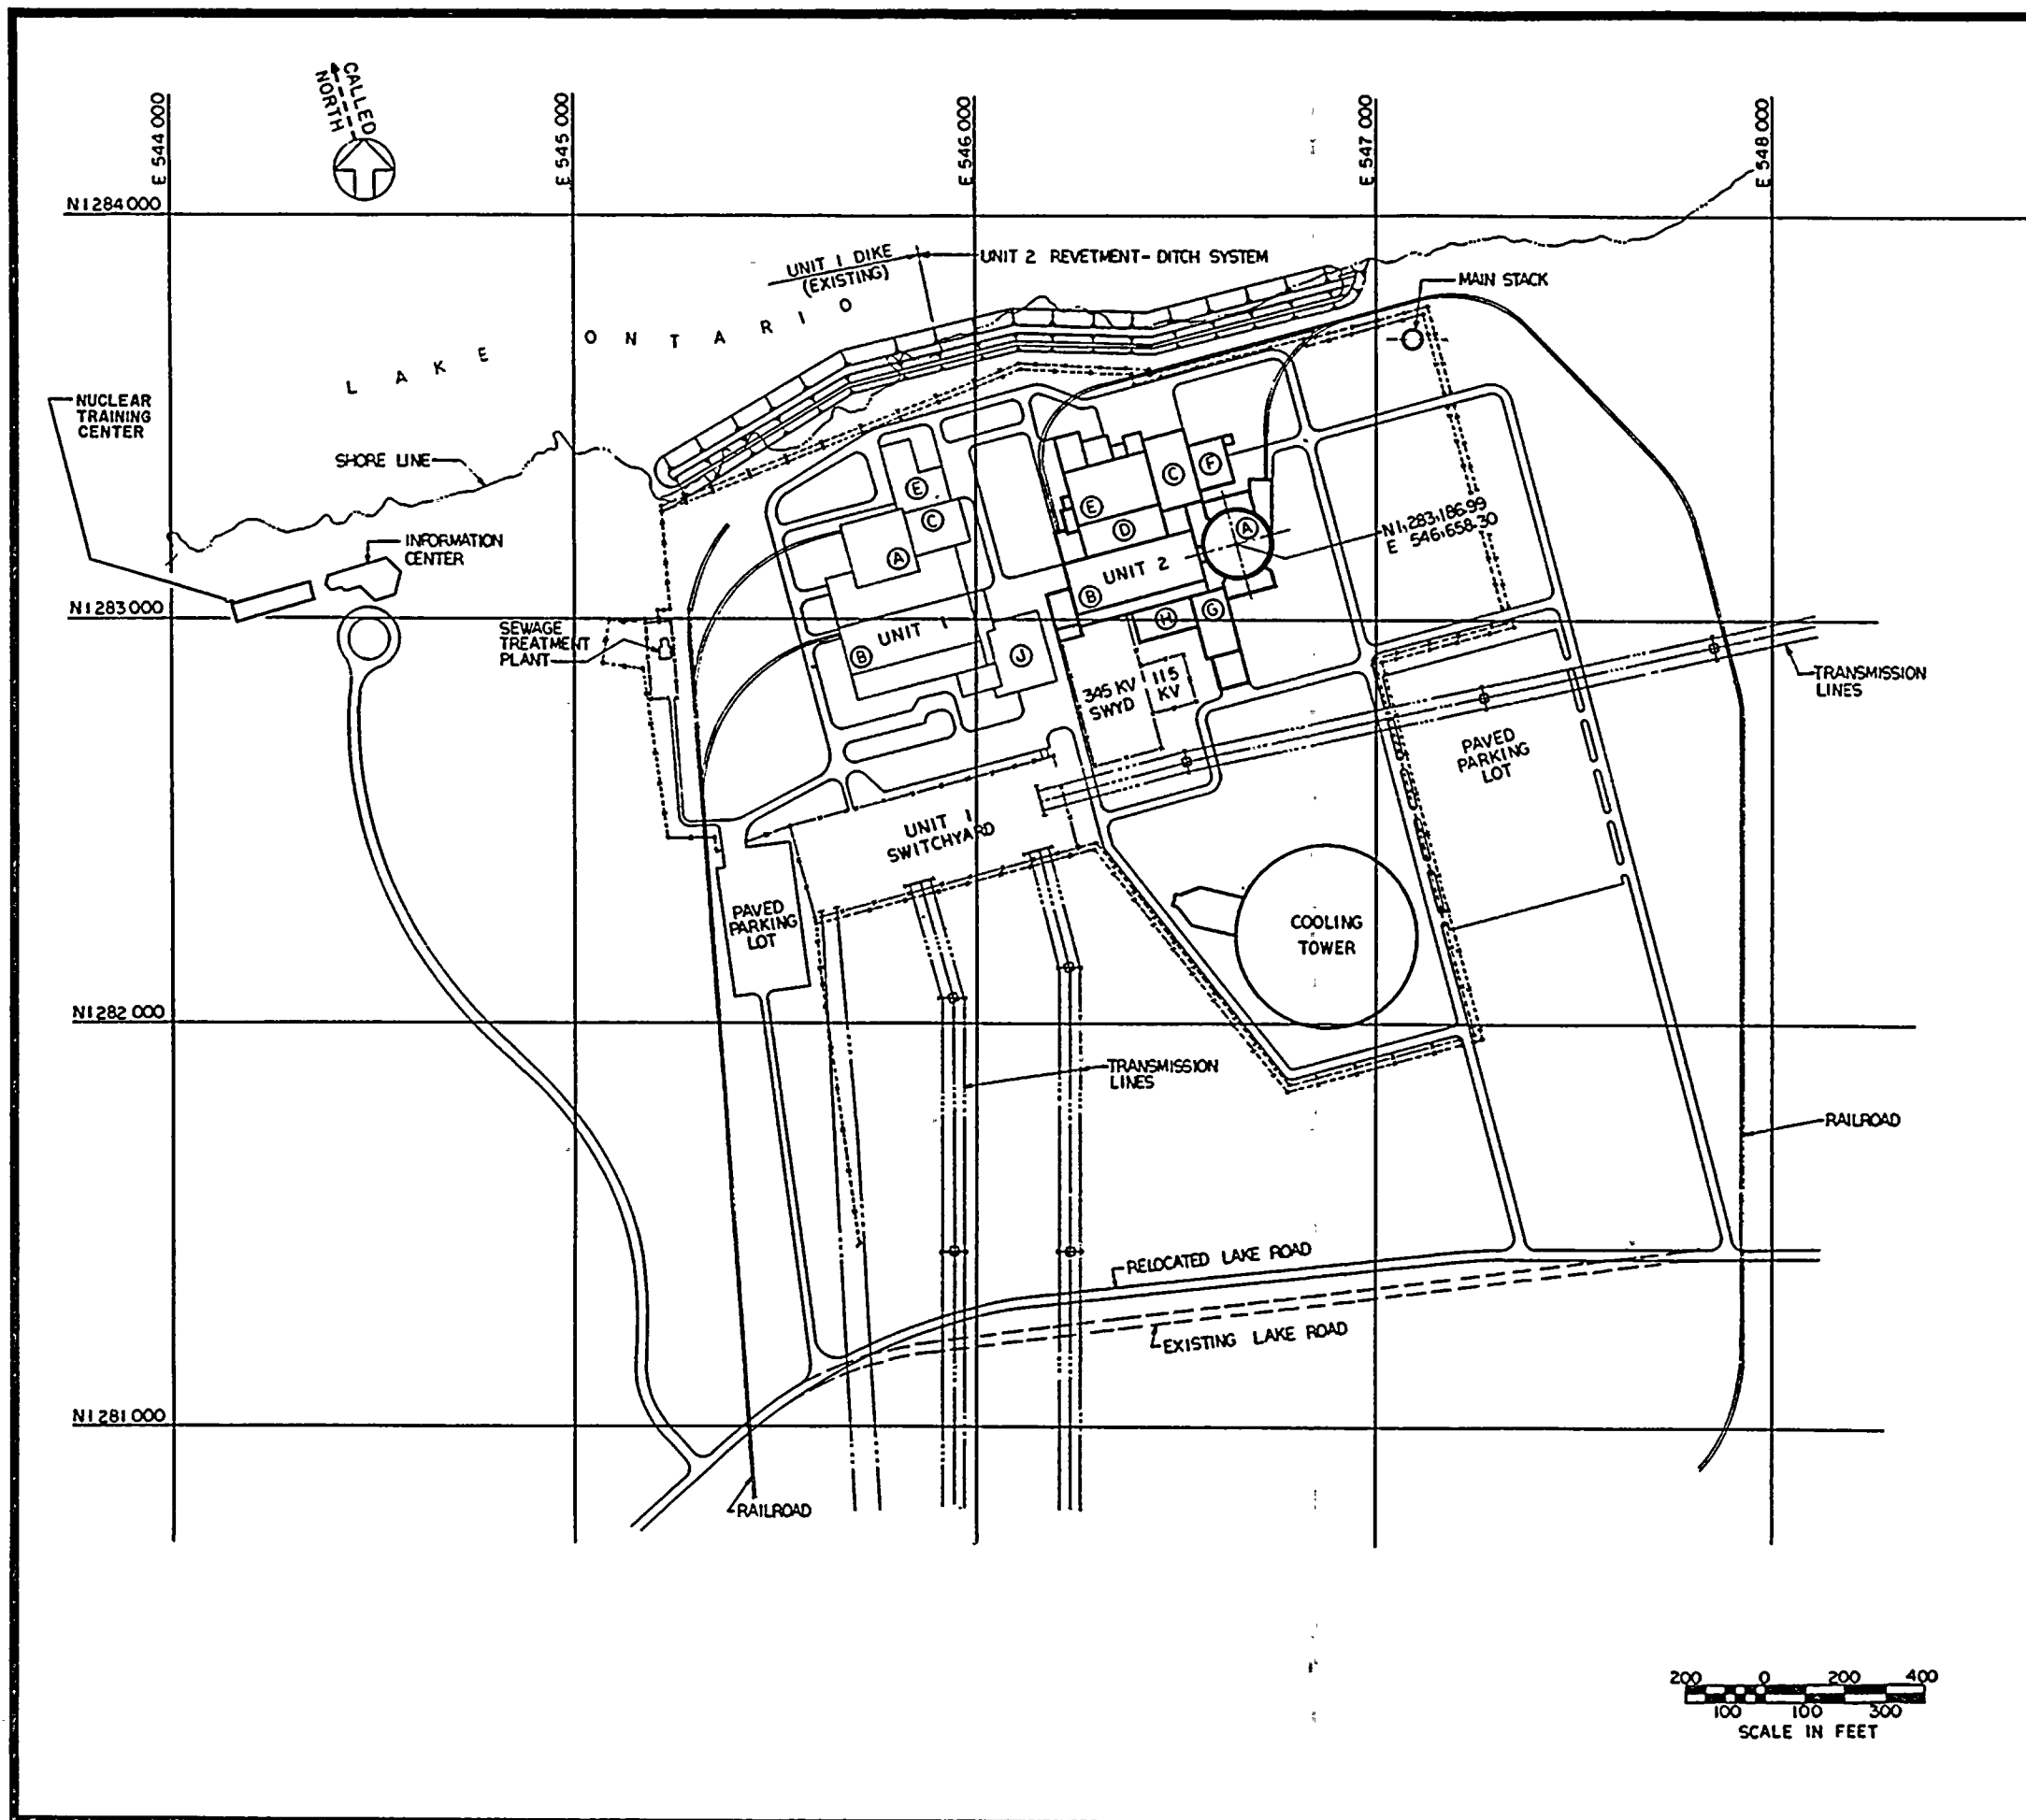 CALLED
NORTH
E 544 000
E 545 000
E 546 000
E 547 000
E 548 000
N1284000
UNIT 1 DIKE
(EXISTING)
UNIT 2 REVETMENT-DITCH SYSTEM
MAIN STACK
LAKE ONTARIO
NUCLEAR
TRAINING
CENTER
SHORE LINE
INFORMATION
CENTER
E
C
A
UNIT 1
B
J
E
C
F
D
A
UNIT 2
B
H
G
N1,283,186.99
E 546,658.30
N1283000
SEWAGE
TREATMENT
PLANT
345 KV
SWYD
115
KV
TRANSMISSION
LINES
PAVED
PARKING
LOT
UNIT 1
SWITCHYARD
PAVED
PARKING
LOT
COOLING
TOWER
N1282000
TRANSMISSION
LINES
RAILROAD
RELOCATED LAKE ROAD
EXISTING LAKE ROAD
N1281000
RAILROAD
200 0 200 400
100 100 300
SCALE IN FEET